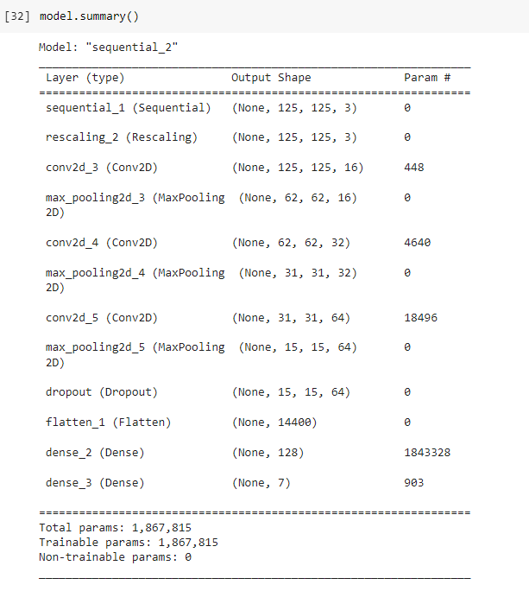 [32] model.summary()
Model: "sequential_2"
_________________________________________________________________
Layer (type) Output Shape Param #
=================================================================
sequential_1 (Sequential) (None, 125, 125, 3) 0
rescaling_2 (Rescaling) (None, 125, 125, 3) 0
conv2d_3 (Conv2D) (None, 125, 125, 16) 448
max_pooling2d_3 (MaxPooling (None, 62, 62, 16) 0
2D)
conv2d_4 (Conv2D) (None, 62, 62, 32) 4640
max_pooling2d_4 (MaxPooling (None, 31, 31, 32) 0
2D)
conv2d_5 (Conv2D) (None, 31, 31, 64) 18496
max_pooling2d_5 (MaxPooling (None, 15, 15, 64) 0
2D)
dropout (Dropout) (None, 15, 15, 64) 0
flatten_1 (Flatten) (None, 14400) 0
dense_2 (Dense) (None, 128) 1843328
dense_3 (Dense) (None, 7) 903
=================================================================
Total params: 1,867,815
Trainable params: 1,867,815
Non-trainable params: 0
_________________________________________________________________